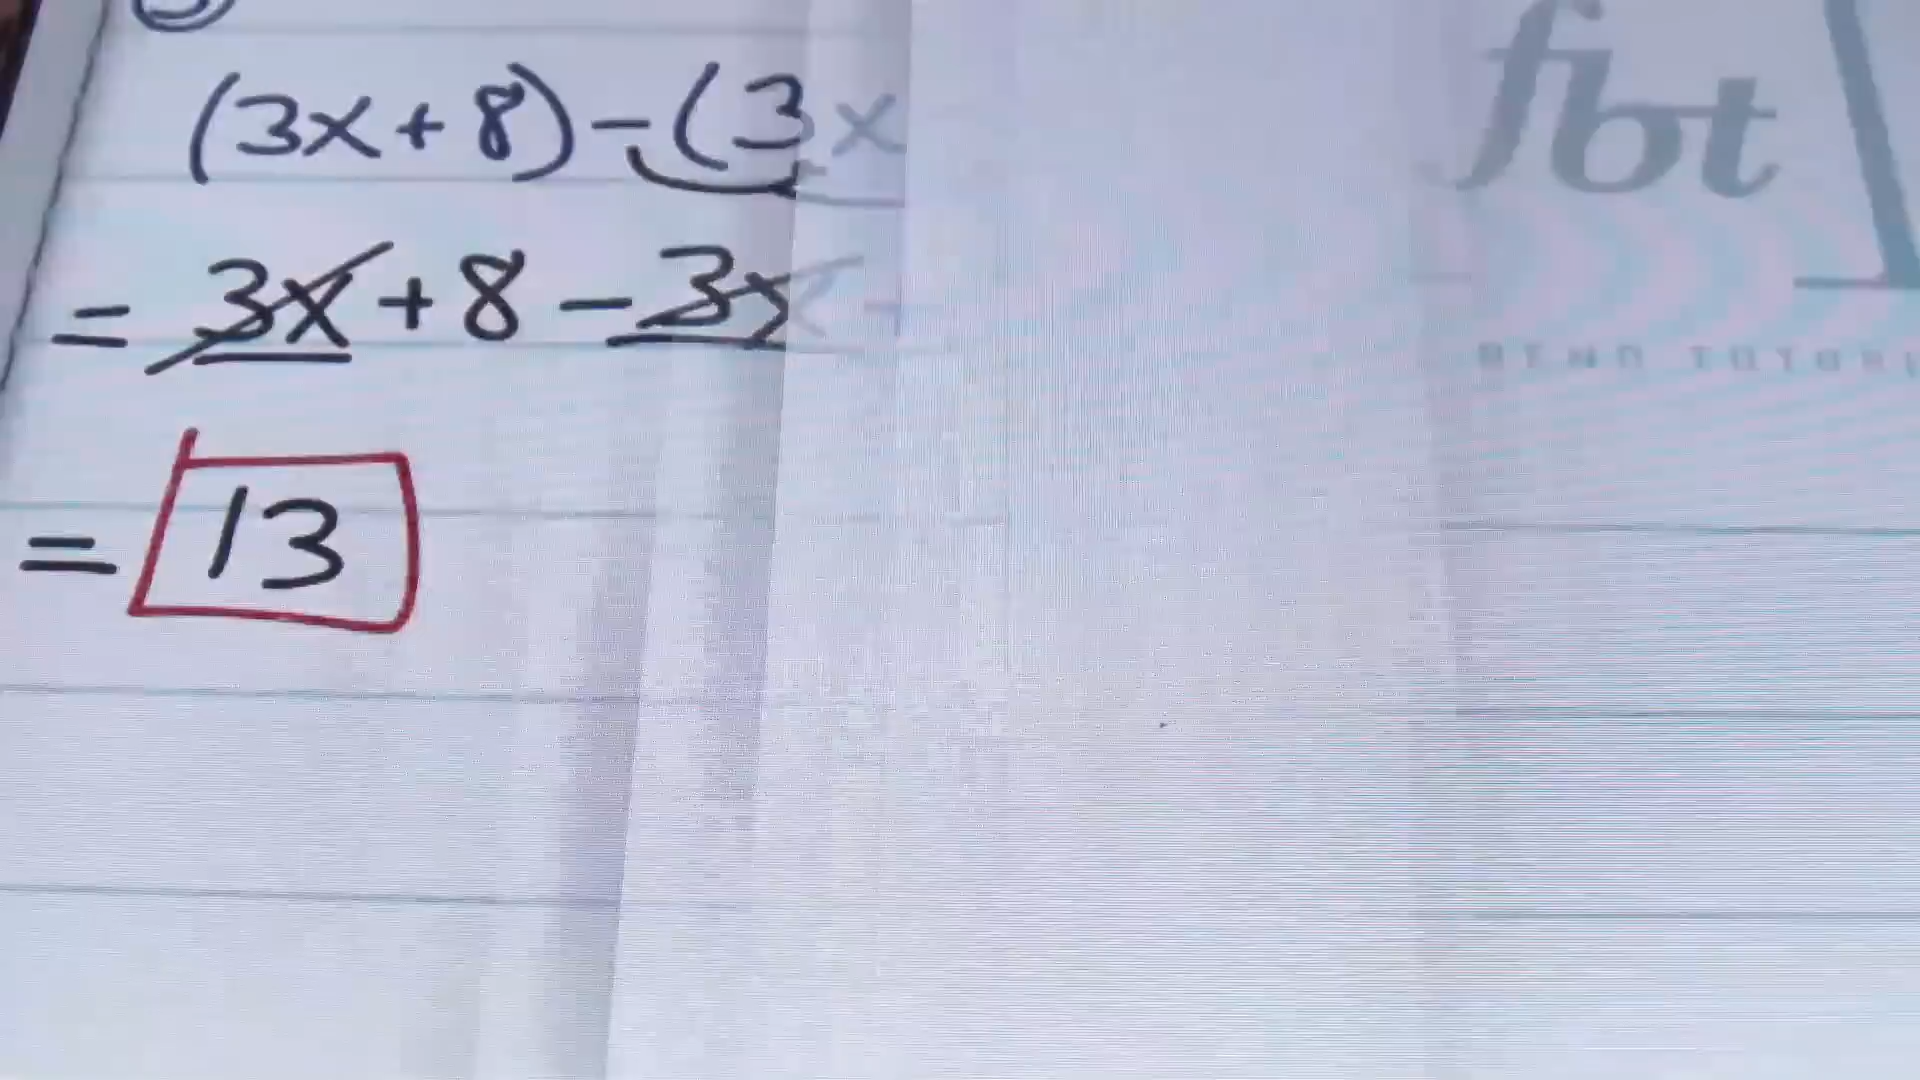 (3x + 8) - (3x
= 3x + 8 - 3x -
= 13
fbt